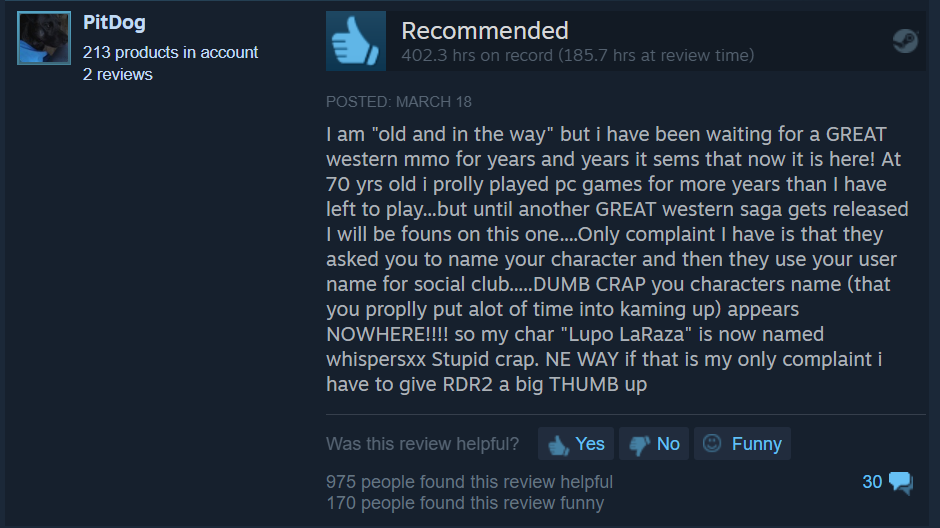 PitDog
213 products in account
2 reviews
Recommended
402.3 hrs on record (185.7 hrs at review time)
POSTED: MARCH 18
I am "old and in the way" but i have been waiting for a GREAT
western mmo for years and years it sems that now it is here! At
70 yrs old i prolly played pc games for more years than I have
left to play...but until another GREAT western saga gets released
I will be founs on this one....Only complaint I have is that they
asked you to name your character and then they use your user
name for social club.....DUMB CRAP you characters name (that
you proplly put alot of time into kaming up) appears
NOWHERE!!!! so my char "Lupo LaRaza" is now named
whispersxx Stupid crap. NE WAY if that is my only complaint i
have to give RDR2 a big THUMB up
Was this review helpful?
Yes
No
Funny
975 people found this review helpful
170 people found this review funny
30